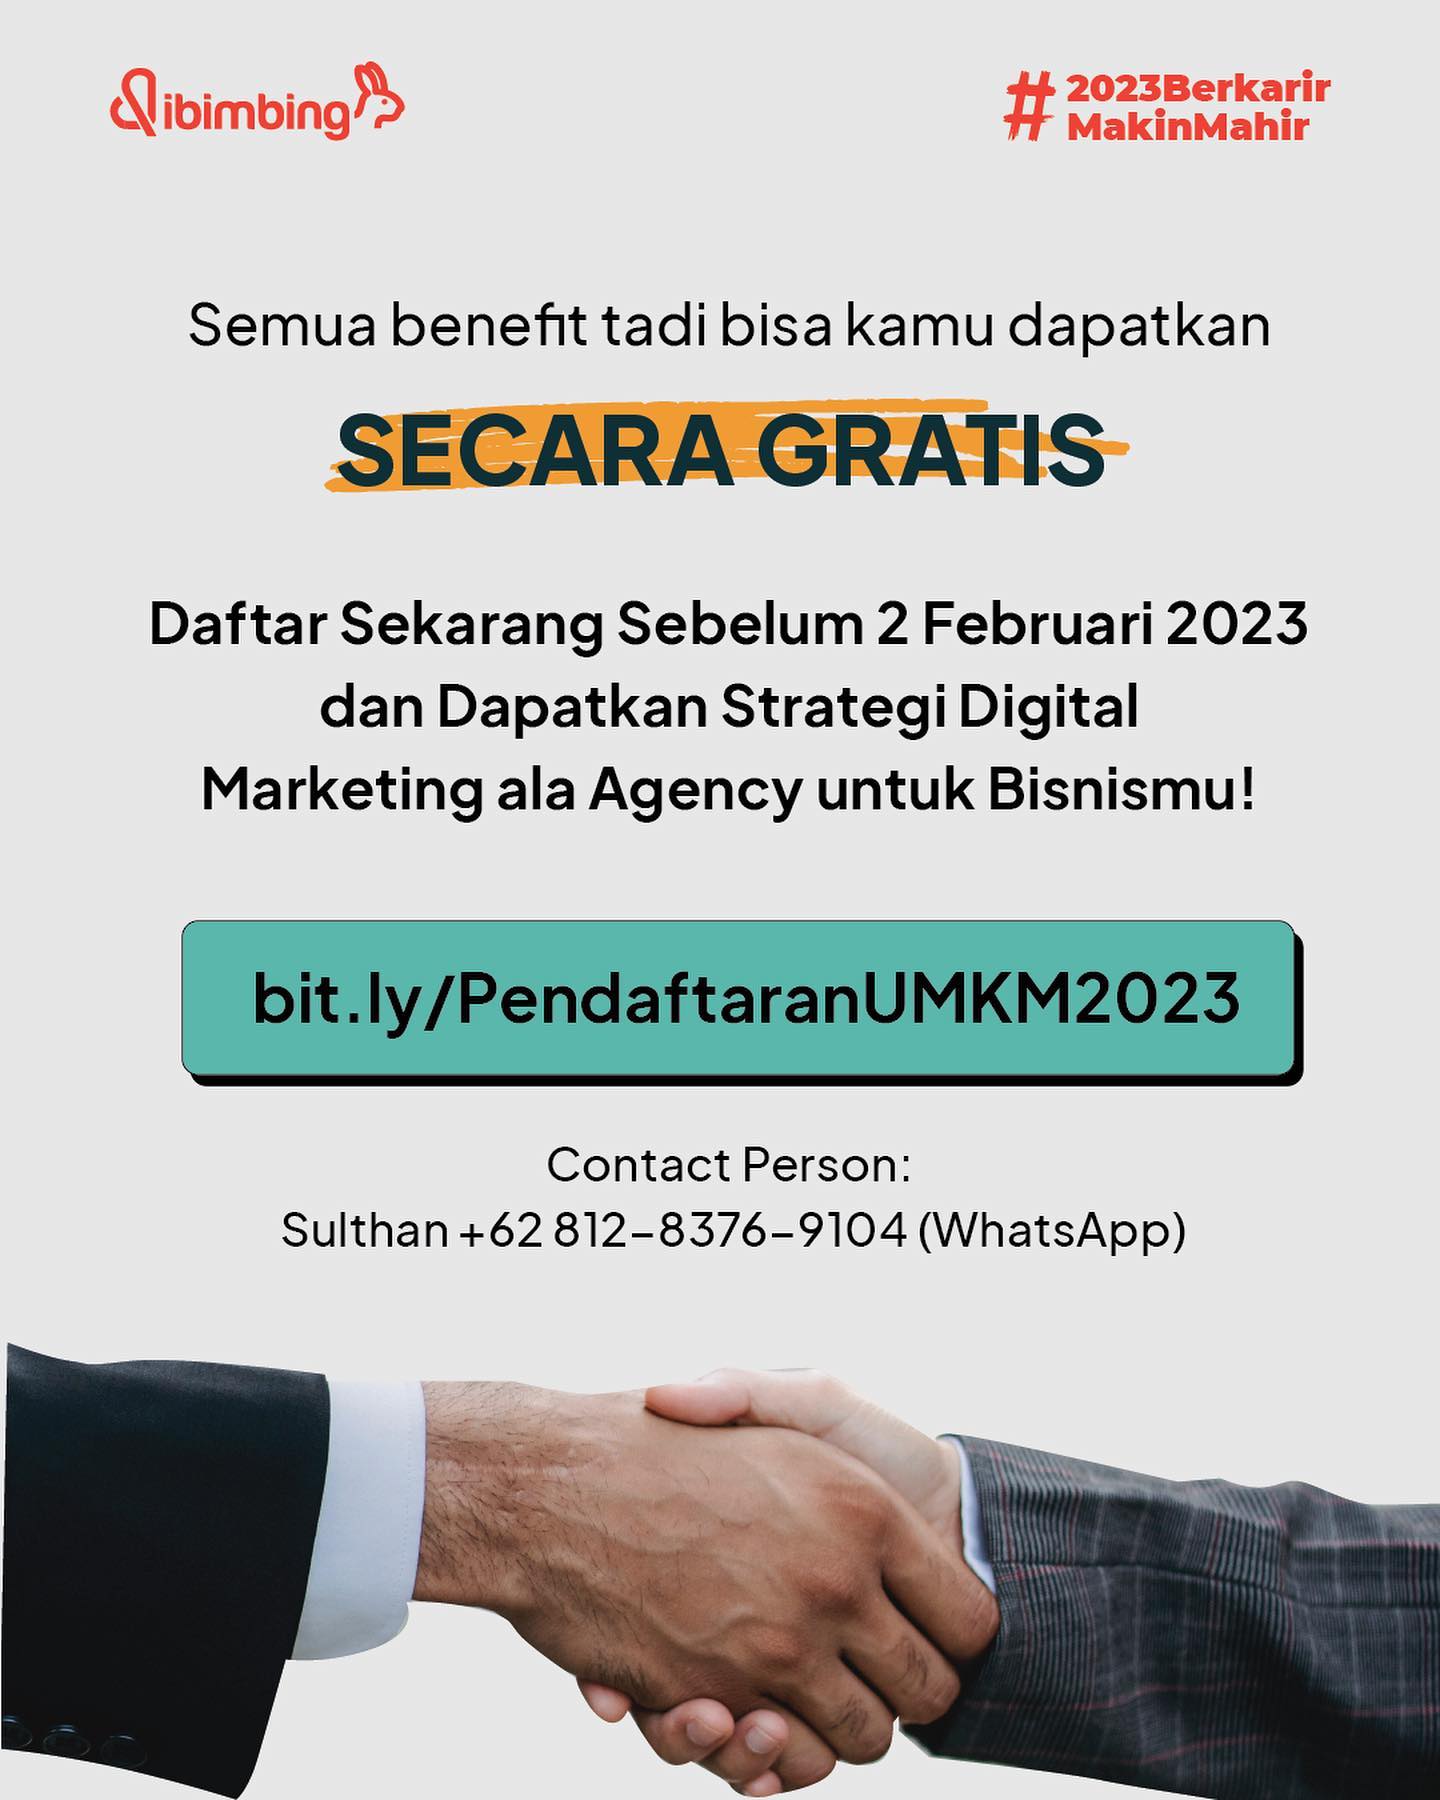 dibimbing
#2023Berkarir
MakinMahir
Semua benefit tadi bisa kamu dapatkan
SECARA GRATIS
Daftar Sekarang Sebelum 2 Februari 2023
dan Dapatkan Strategi Digital
Marketing ala Agency untuk Bisnismu!
bit.ly/PendaftaranUMKM2023
Contact Person:
Sulthan +62 812–8376–9104 (WhatsApp)